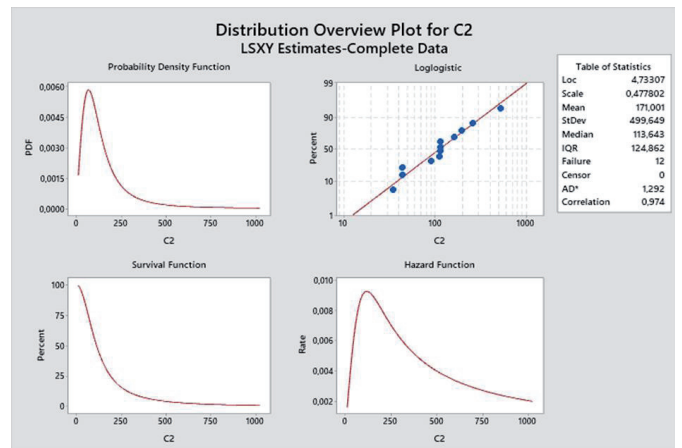 Distribution Overview Plot for C2
LSXY Estimates-Complete Data
Probability Density Function
0,0060
0,0045
0,0030
0,0015
0,0000
PDF
0 250 500 750 1000
C2
Loglogistic
99
90
50
10
1
Percent
10 100 1000
C2
Table of Statistics
Loc 4,73307
Scale 0,477802
Mean 171,001
StDev 499,649
Median 113,643
IQR 124,862
Failure 12
Censor 0
AD* 1,292
Correlation 0,974
Survival Function
100
75
50
25
0
Percent
0 250 500 750 1000
C2
Hazard Function
0,010
0,008
0,006
0,004
0,002
Rate
0 250 500 750 1000
C2